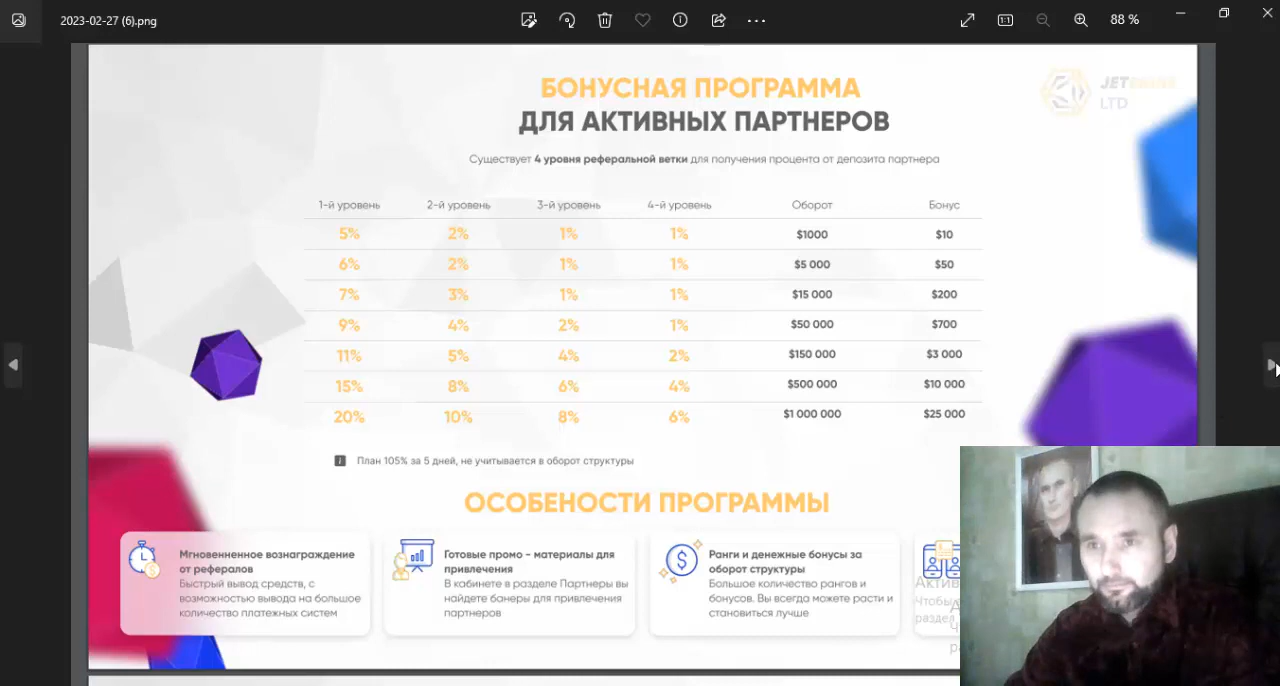 2023-02-27 (6).png
88 %
БОНУСНАЯ ПРОГРАММА
ДЛЯ АКТИВНЫХ ПАРТНЕРОВ
JET
LTD
Существует 4 уровня реферальной ветки для получения процента от депозита партнера
1-й уровень 2-й уровень 3-й уровень 4-й уровень Оборот Бонус
5% 2% 1% 1% $1000 $10
6% 2% 1% 1% $5 000 $50
7% 3% 1% 1% $15 000 $200
9% 4% 2% 1% $50 000 $700
11% 5% 4% 2% $150 000 $3 000
15% 8% 6% 4% $500 000 $10 000
20% 10% 8% 6% $1 000 000 $25 000
План 105% за 5 дней, не учитывается в оборот структуры
ОСОБЕНОСТИ ПРОГРАММЫ
Мгновенненное вознаграждение
от рефералов
Быстрый вывод средств, с
возможностью вывода на большое
количество платежных систем
Готовые промо - материалы для
привлечения
В кабинете в разделе Партнеры вы
найдете банеры для привлечения
партнеров
Ранги и денежные бонусы за
оборот структуры
Большое количество рангов и
бонусов. Вы всегда можете расти и
становиться лучше
Актив
Чтобы
раздел